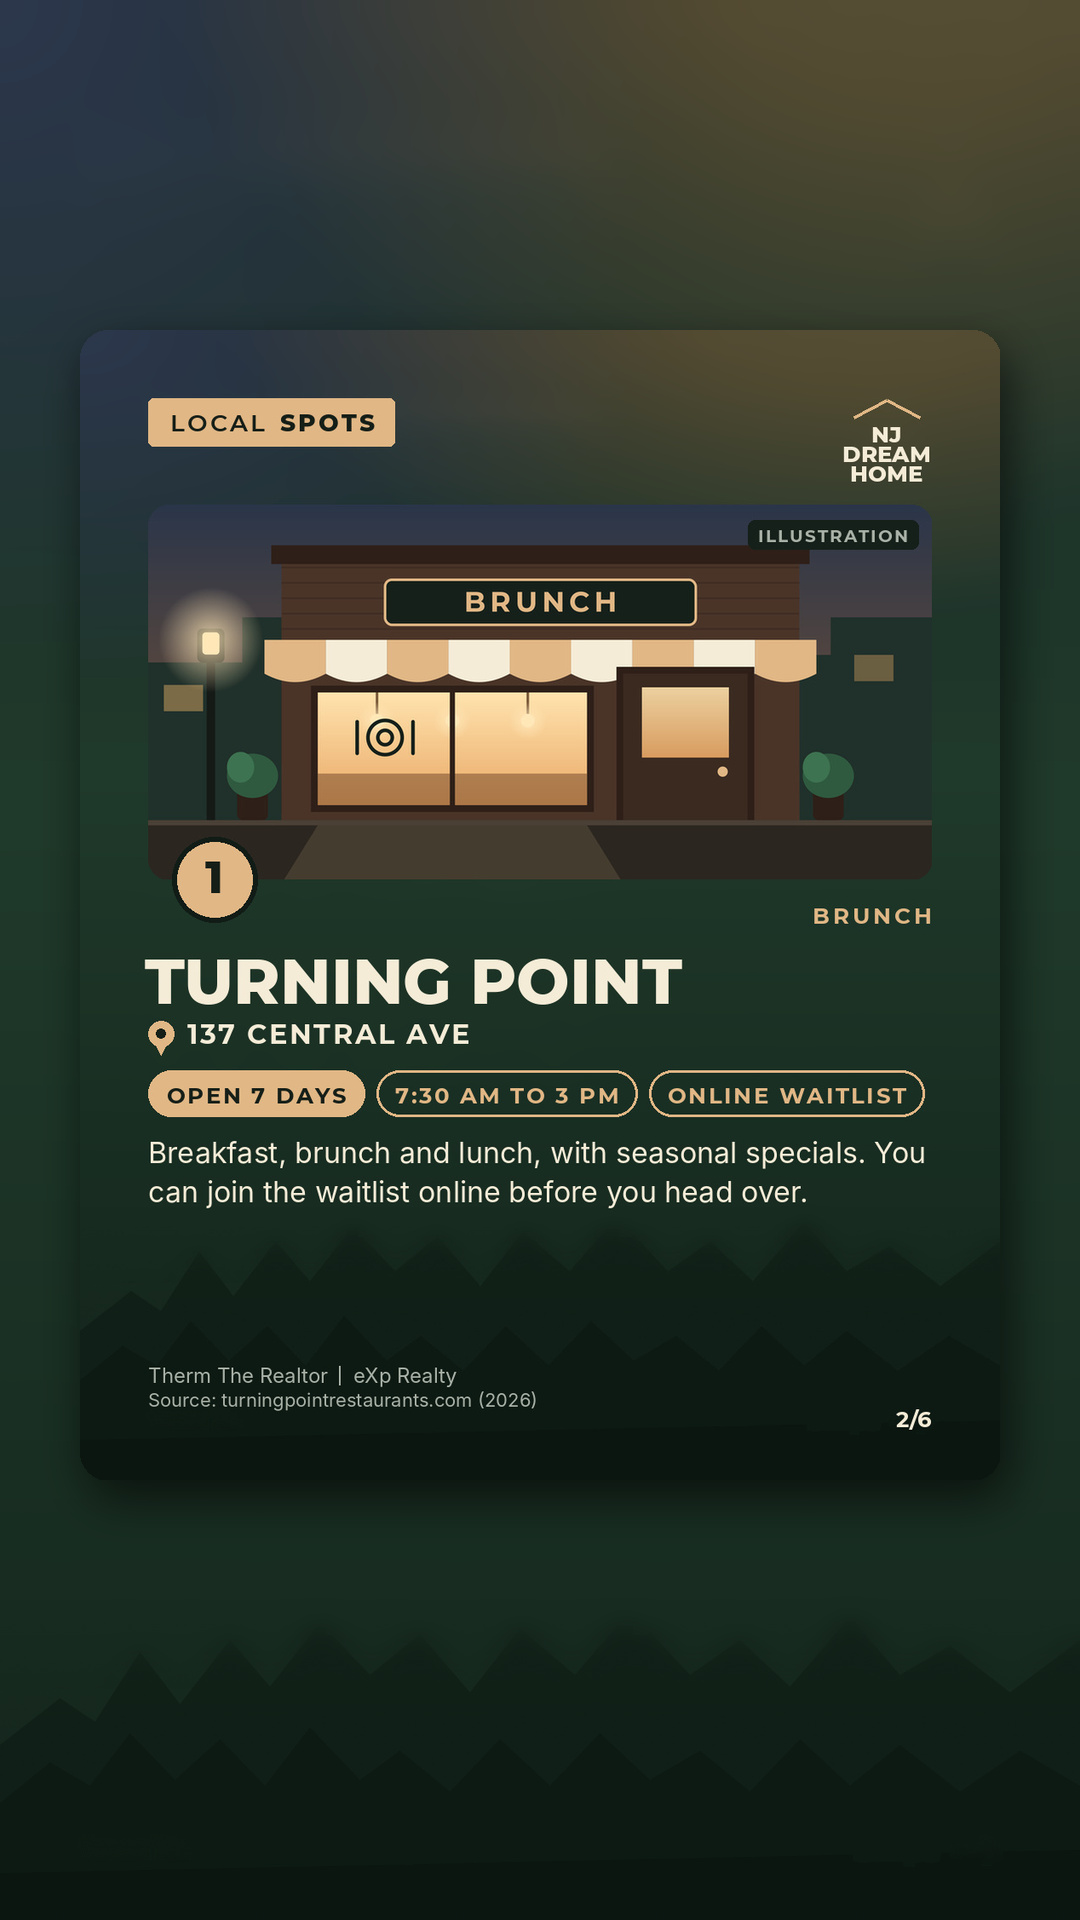 LOCAL SPOTS
NJ
DREAM
HOME
ILLUSTRATION
BRUNCH
1
BRUNCH
TURNING POINT
137 CENTRAL AVE
OPEN 7 DAYS
7:30 AM TO 3 PM
ONLINE WAITLIST
Breakfast, brunch and lunch, with seasonal specials. You
can join the waitlist online before you head over.
Therm The Realtor | eXp Realty
Source: turningpointrestaurants.com (2026)
2/6